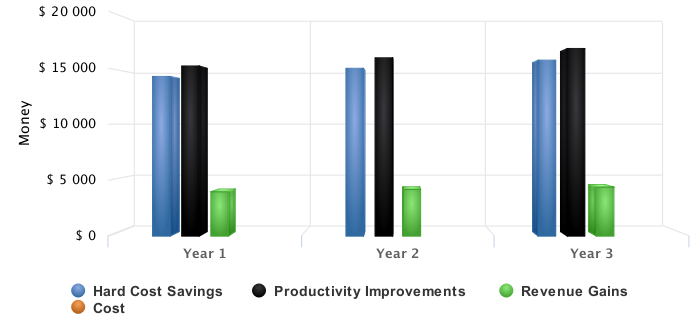 $ 20 000
$ 15 000
$ 10 000
$ 5 000
$ 0
Money
Year 1 Year 2 Year 3
Hard Cost Savings Productivity Improvements Revenue Gains
Cost